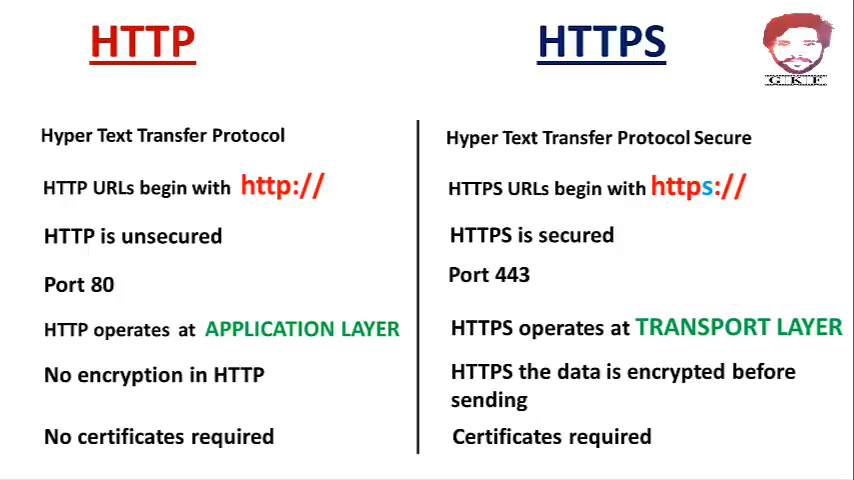 HTTP
HTTPS
G K F
Hyper Text Transfer Protocol
Hyper Text Transfer Protocol Secure
HTTP URLs begin with http://
HTTPS URLs begin with https://
HTTP is unsecured
HTTPS is secured
Port 80
Port 443
HTTP operates at APPLICATION LAYER
HTTPS operates at TRANSPORT LAYER
No encryption in HTTP
HTTPS the data is encrypted before
sending
No certificates required
Certificates required